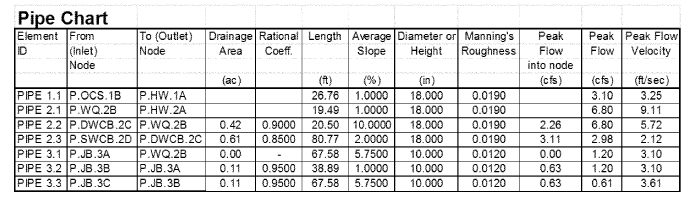 Pipe Chart
Element ID | From (Inlet) Node | To (Outlet) Node | Drainage Area (ac) | Rational Coeff. | Length (ft) | Average Slope (%) | Diameter or Height (in) | Manning's Roughness | Peak Flow into node (cfs) | Peak Flow (cfs) | Peak Flow Velocity (ft/sec)
PIPE 1.1 | P.OCS.1B | P.HW.1A | | | 26.76 | 1.0000 | 18.000 | 0.0190 | | 3.10 | 3.25
PIPE 2.1 | P.WQ.2B | P.HW.2A | | | 19.49 | 1.0000 | 18.000 | 0.0190 | | 6.80 | 9.11
PIPE 2.2 | P.DWCB.2C | P.WQ.2B | 0.42 | 0.9000 | 20.50 | 10.0000 | 18.000 | 0.0190 | 2.26 | 6.80 | 5.72
PIPE 2.3 | P.SWCB.2D | P.DWCB.2C | 0.61 | 0.8500 | 80.77 | 2.0000 | 18.000 | 0.0190 | 3.11 | 2.98 | 2.12
PIPE 3.1 | P.JB.3A | P.WQ.2B | 0.00 | - | 67.58 | 5.7500 | 10.000 | 0.0120 | 0.00 | 1.20 | 3.10
PIPE 3.2 | P.JB.3B | P.JB.3A | 0.11 | 0.9500 | 38.89 | 1.0000 | 10.000 | 0.0120 | 0.63 | 1.20 | 3.10
PIPE 3.3 | P.JB.3C | P.JB.3B | 0.11 | 0.9500 | 67.58 | 5.7500 | 10.000 | 0.0120 | 0.63 | 0.61 | 3.61